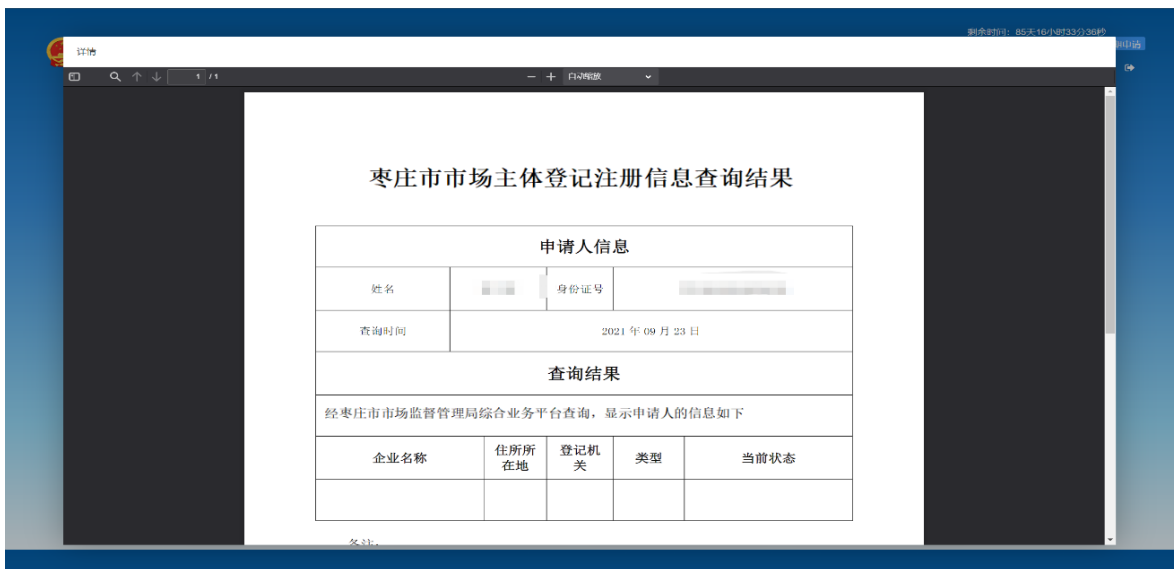 剩余时间：85天16小时33分36秒
申请
详情
1 / 1
自动缩放
枣庄市市场主体登记注册信息查询结果
申请人信息
姓名
身份证号
查询时间
2021 年 09 月 23 日
查询结果
经枣庄市市场监督管理局综合业务平台查询，显示申请人的信息如下
企业名称
住所所在地
登记机关
类型
当前状态
备注：